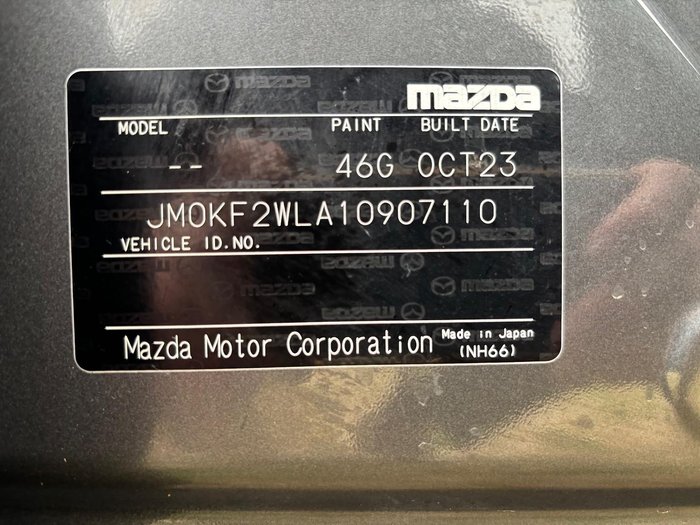 mazda
MODEL PAINT BUILT DATE
-- 46G OCT23
JM0KF2WLA10907110
VEHICLE ID.NO.
Mazda Motor Corporation Made in Japan
(NH66)